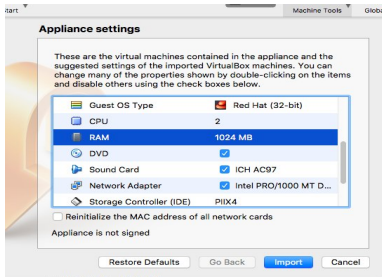 Start
Machine Tools
Globa
Appliance settings
These are the virtual machines contained in the appliance and the
suggested settings of the imported VirtualBox machines. You can
change many of the properties shown by double-clicking on the items
and disable others using the check boxes below.
Guest OS Type Red Hat (32-bit)
CPU 2
RAM 1024 MB
DVD
Sound Card ICH AC97
Network Adapter Intel PRO/1000 MT D...
Storage Controller (IDE) PIIX4
Reinitialize the MAC address of all network cards
Appliance is not signed
Restore Defaults Go Back Import Cancel